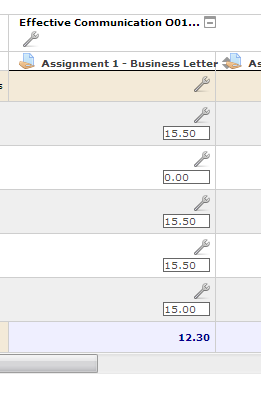 Effective Communication O01...
Assignment 1 - Business Letter
As
s
15.50
0.00
15.50
15.50
15.00
12.30